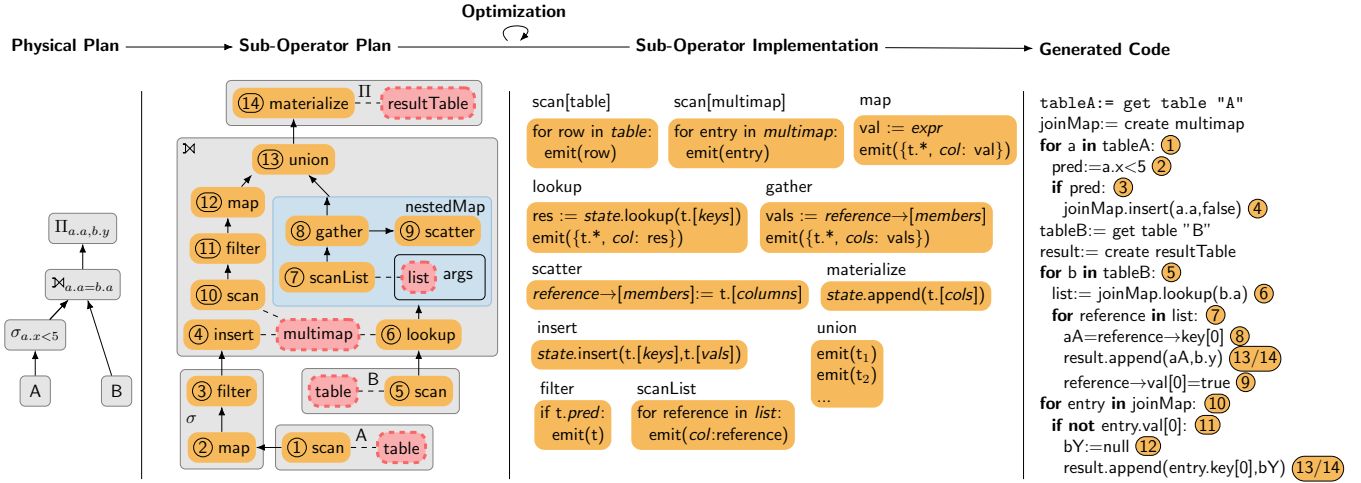 Optimization
Physical Plan
Sub-Operator Plan
Sub-Operator Implementation
Generated Code
Π a.a,b.y
⟕ a.a=b.a
σ a.x<5
A
B
14 materialize
Π
resultTable
⟕
13 union
12 map
nestedMap
8 gather
9 scatter
11 filter
7 scanList
list
args
10 scan
4 insert
multimap
6 lookup
3 filter
table
B
5 scan
σ
2 map
1 scan
A
table
scan[table]
for row in table:
emit(row)
scan[multimap]
for entry in multimap:
emit(entry)
map
val := expr
emit({t.*, col: val})
lookup
res := state.lookup(t.[keys])
emit({t.*, col: res})
gather
vals := reference→[members]
emit({t.*, cols: vals})
scatter
reference→[members]:= t.[columns]
materialize
state.append(t.[cols])
insert
state.insert(t.[keys],t.[vals])
union
emit(t1)
emit(t2)
...
filter
if t.pred:
emit(t)
scanList
for reference in list:
emit(col:reference)
tableA:= get table "A"
joinMap:= create multimap
for a in tableA: 1
pred:=a.x<5 2
if pred: 3
joinMap.insert(a.a,false) 4
tableB:= get table "B"
result:= create resultTable
for b in tableB: 5
list:= joinMap.lookup(b.a) 6
for reference in list: 7
aA=reference→key[0] 8
result.append(aA,b.y) 13/14
reference→val[0]=true 9
for entry in joinMap: 10
if not entry.val[0]: 11
bY:=null 12
result.append(entry.key[0],bY) 13/14